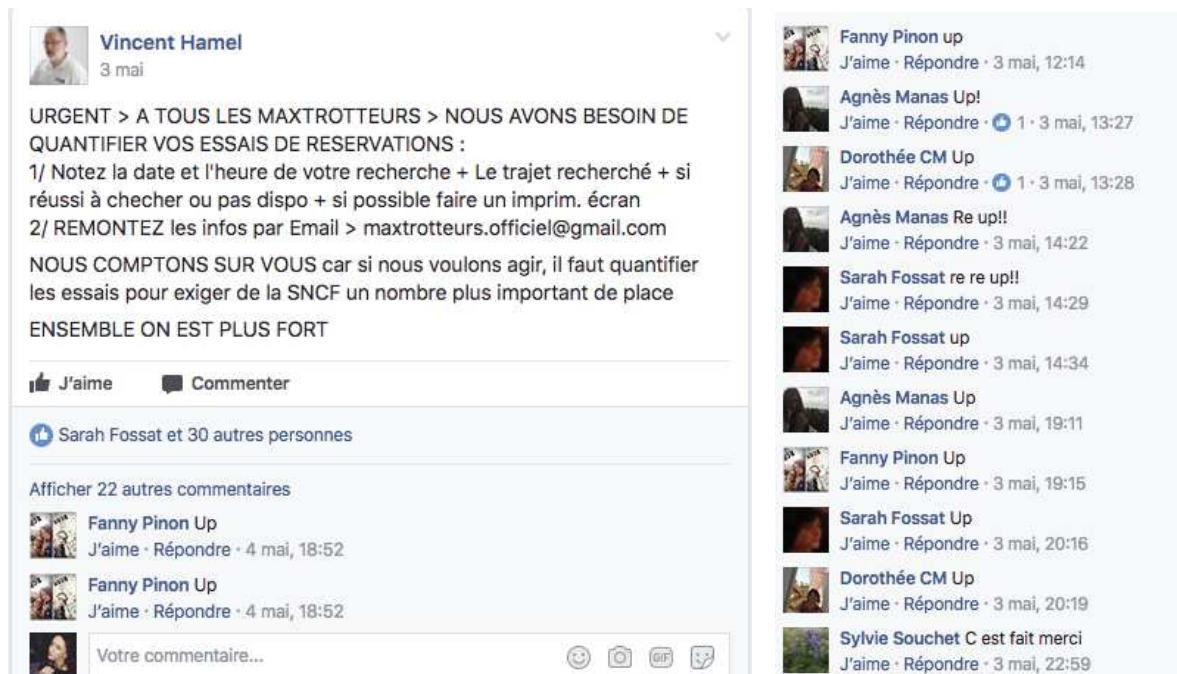 Vincent Hamel
3 mai
URGENT > A TOUS LES MAXTROTTEURS > NOUS AVONS BESOIN DE
QUANTIFIER VOS ESSAIS DE RESERVATIONS :
1/ Notez la date et l'heure de votre recherche + Le trajet recherché + si
réussi à checher ou pas dispo + si possible faire un imprim. écran
2/ REMONTEZ les infos par Email > maxtrotteurs.officiel@gmail.com
NOUS COMPTONS SUR VOUS car si nous voulons agir, il faut quantifier
les essais pour exiger de la SNCF un nombre plus important de place
ENSEMBLE ON EST PLUS FORT
J'aime Commenter
Sarah Fossat et 30 autres personnes
Afficher 22 autres commentaires
Fanny Pinon Up
J'aime · Répondre · 4 mai, 18:52
Fanny Pinon Up
J'aime · Répondre · 4 mai, 18:52
Votre commentaire... GIF
Fanny Pinon up
J'aime · Répondre · 3 mai, 12:14
Agnès Manas Up!
J'aime · Répondre · 1 · 3 mai, 13:27
Dorothée CM Up
J'aime · Répondre · 1 · 3 mai, 13:28
Agnès Manas Re up!!
J'aime · Répondre · 3 mai, 14:22
Sarah Fossat re re up!!
J'aime · Répondre · 3 mai, 14:29
Sarah Fossat up
J'aime · Répondre · 3 mai, 14:34
Agnès Manas Up
J'aime · Répondre · 3 mai, 19:11
Fanny Pinon Up
J'aime · Répondre · 3 mai, 19:15
Sarah Fossat Up
J'aime · Répondre · 3 mai, 20:16
Dorothée CM Up
J'aime · Répondre · 3 mai, 20:19
Sylvie Souchet C est fait merci
J'aime · Répondre · 3 mai, 22:59